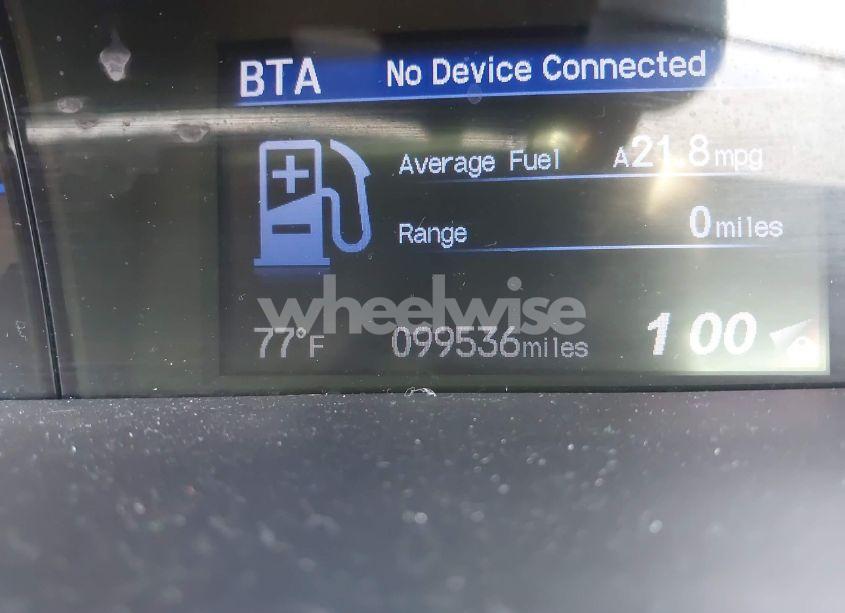 BTA No Device Connected
Average Fuel A21.8mpg
Range 0miles
wheelwise
77°F 099536miles 1 00